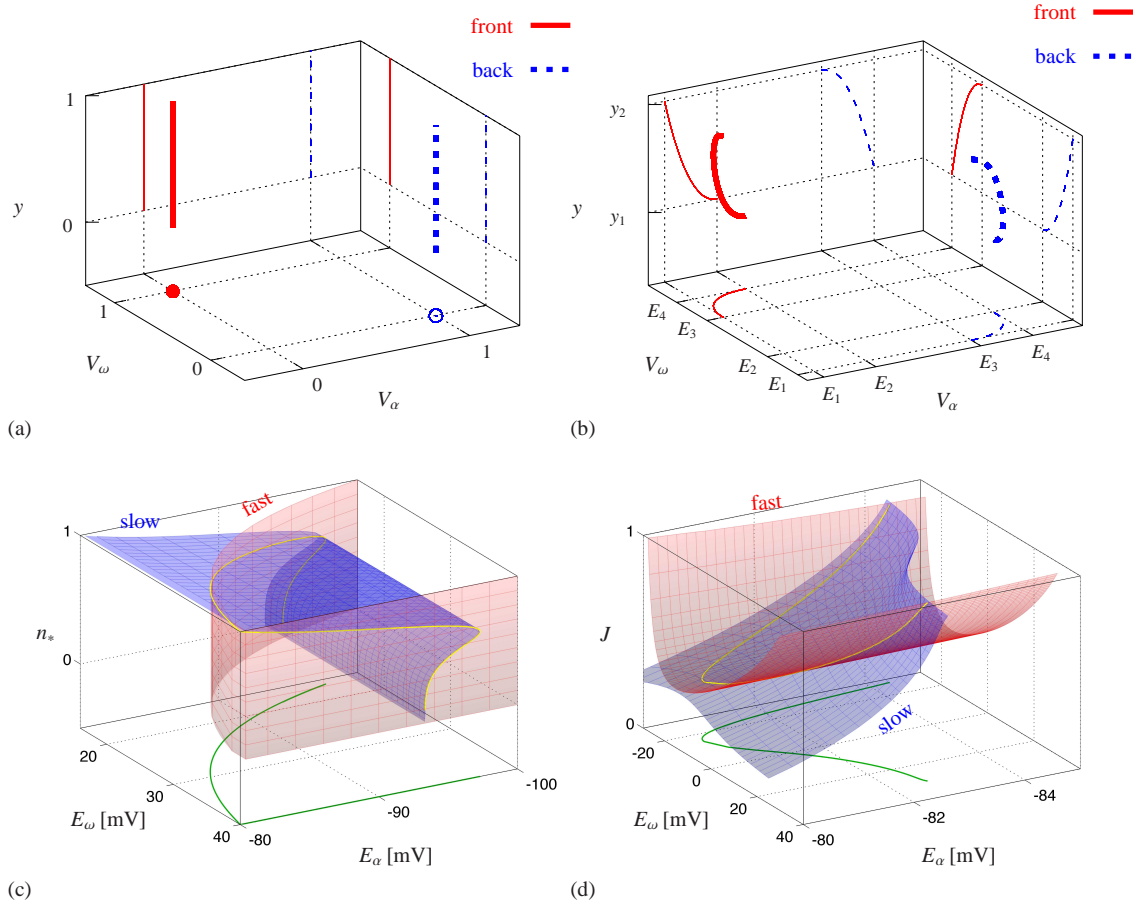 front
back
1
y
0
1
V_ω
0
0
V_α
1
(a)
front
back
y_2
y
y_1
E_4
E_3
V_ω
E_2
E_1
E_1
E_2
V_α
E_3
E_4
(b)
fast
slow
1
n_*
0
20
30
E_ω [mV]
40
-80
-90
-100
E_α [mV]
(c)
fast
1
J
slow
0
-20
0
20
E_ω [mV]
40
-80
-82
-84
E_α [mV]
(d)